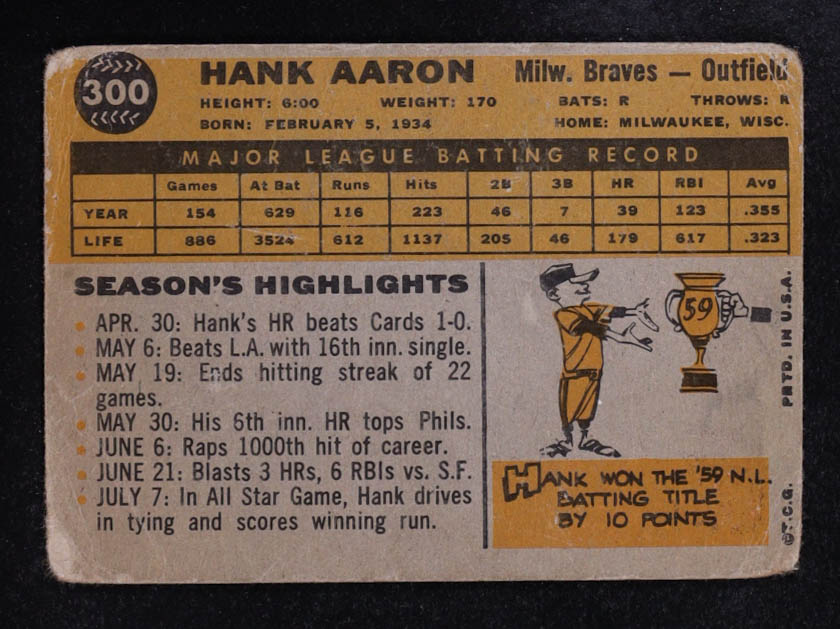 300
HANK AARON Milw. Braves — Outfield
HEIGHT: 6:00 WEIGHT: 170 BATS: R THROWS: R
BORN: FEBRUARY 5, 1934 HOME: MILWAUKEE, WISC.
MAJOR LEAGUE BATTING RECORD
Games At Bat Runs Hits 2B 3B HR RBI Avg
YEAR 154 629 116 223 46 7 39 123 .355
LIFE 886 3524 612 1137 205 46 179 617 .323
SEASON'S HIGHLIGHTS
APR. 30: Hank's HR beats Cards 1-0.
MAY 6: Beats L.A. with 16th inn. single.
MAY 19: Ends hitting streak of 22
games.
MAY 30: His 6th inn. HR tops Phils.
JUNE 6: Raps 1000th hit of career.
JUNE 21: Blasts 3 HRs, 6 RBIs vs. S.F.
JULY 7: In All Star Game, Hank drives
in tying and scores winning run.
59
HANK WON THE '59 N.L.
BATTING TITLE
BY 10 POINTS
©T.C.G. PRTD. IN U.S.A.